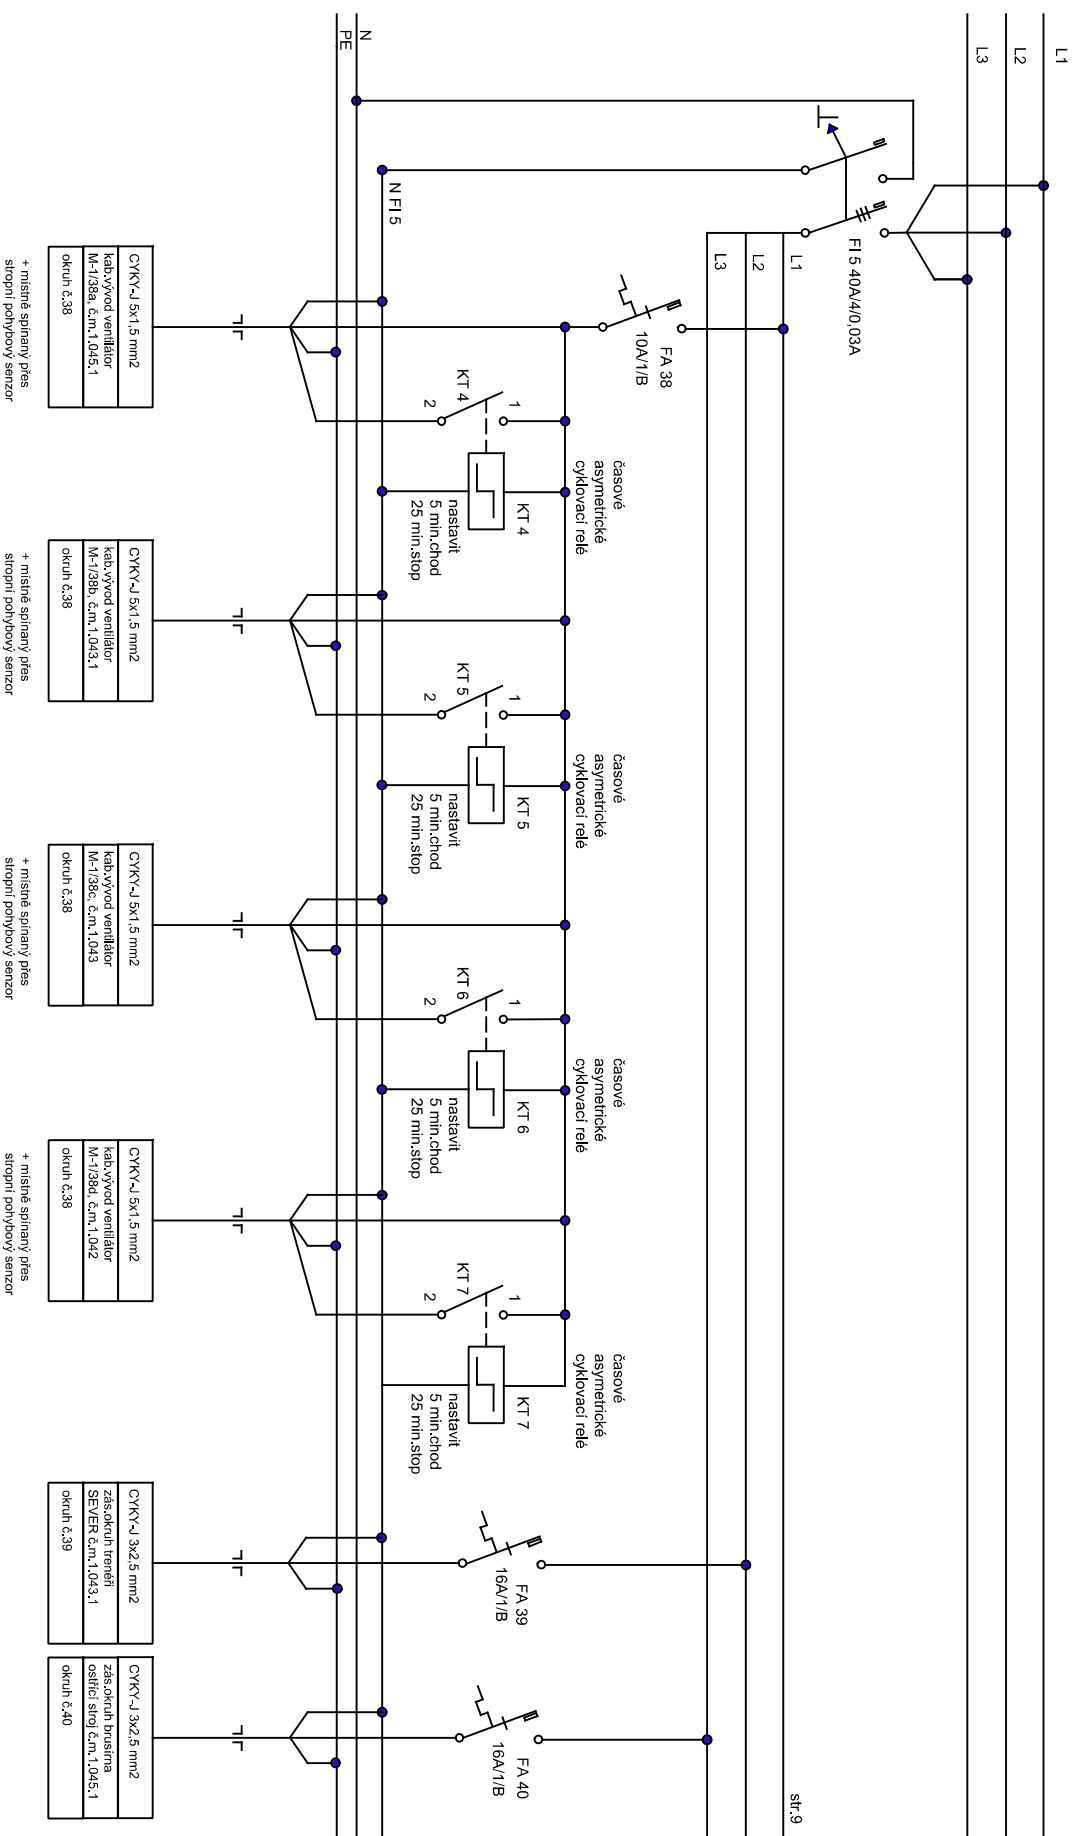 L1
L2
L3
FI 5 40A/4/0,03A
L1
L2
L3
N
PE
N FI 5
FA 38
10A/1/B
časové
asymetrické
cyklovací relé
KT 4
1
2
KT 4
nastavit
5 min.chod
25 min.stop
časové
asymetrické
cyklovací relé
KT 5
1
2
KT 5
nastavit
5 min.chod
25 min.stop
časové
asymetrické
cyklovací relé
KT 6
1
2
KT 6
nastavit
5 min.chod
25 min.stop
časové
asymetrické
cyklovací relé
KT 7
1
2
KT 7
nastavit
5 min.chod
25 min.stop
FA 39
16A/1/B
FA 40
16A/1/B
str.9
CYKY-J 5x1,5 mm2
kab.vývod ventilátor
M-1/38a, č.m.1.045.1
okruh č.38
+ místně spínaný přes
stropní pohybový senzor
CYKY-J 5x1,5 mm2
kab.vývod ventilátor
M-1/38b, č.m.1.043.1
okruh č.38
+ místně spínaný přes
stropní pohybový senzor
CYKY-J 5x1,5 mm2
kab.vývod ventilátor
M-1/38c, č.m.1.043
okruh č.38
+ místně spínaný přes
stropní pohybový senzor
CYKY-J 5x1,5 mm2
kab.vývod ventilátor
M-1/38d, č.m.1.042
okruh č.38
+ místně spínaný přes
stropní pohybový senzor
CYKY-J 3x2,5 mm2
zás.okruh trenéři
SEVER č.m.1.043.1
okruh č.39
CYKY-J 3x2,5 mm2
zás.okruh brusírna
ostřící stroj č.m.1.045.1
okruh č.40